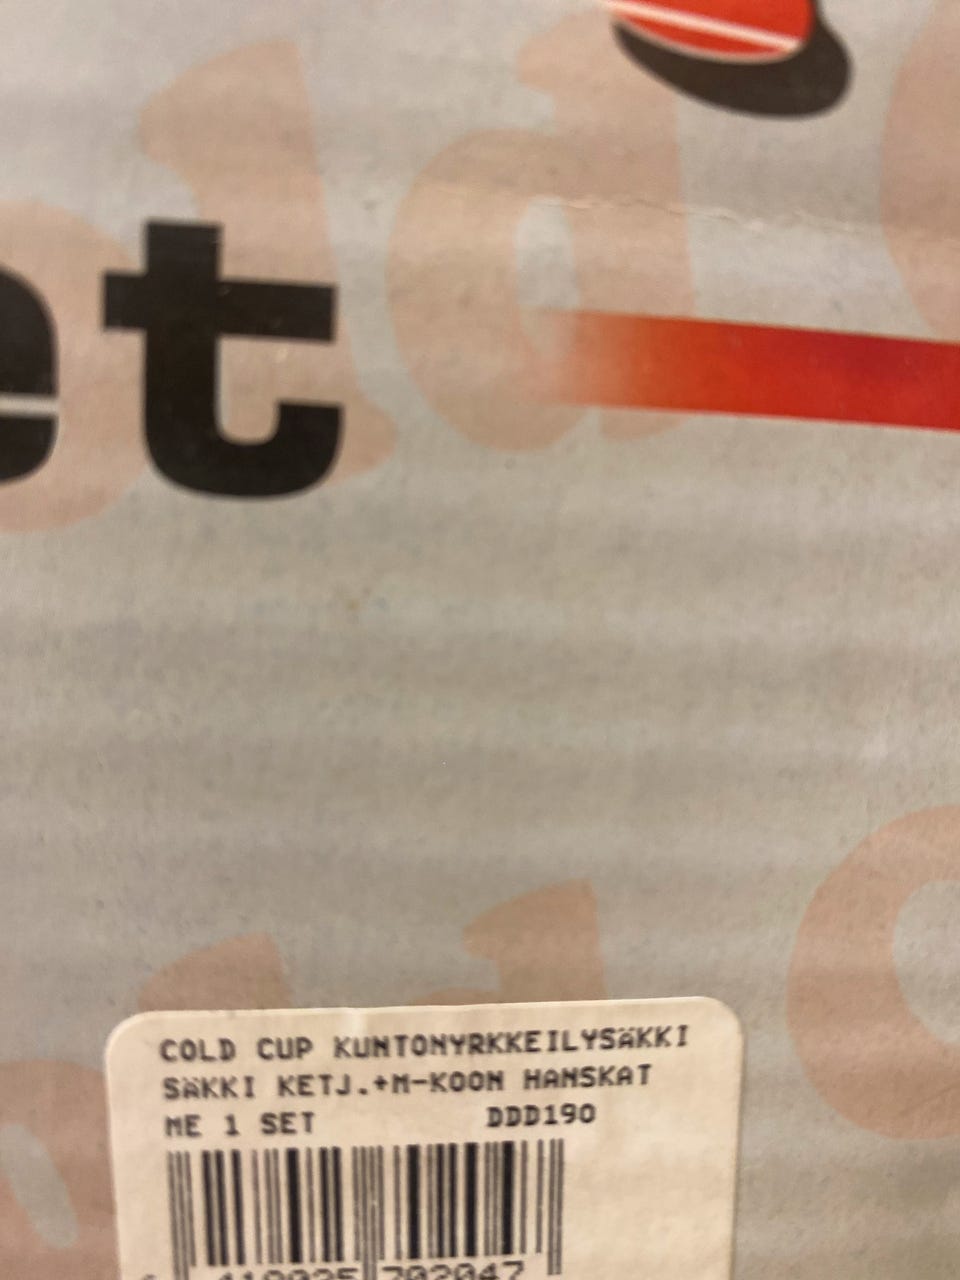 et
COLD CUP KUNTONYRKKEILYSÄKKI
SÄKKI KETJ.+M-KOON HANSKAT
ME 1 SET DDD190